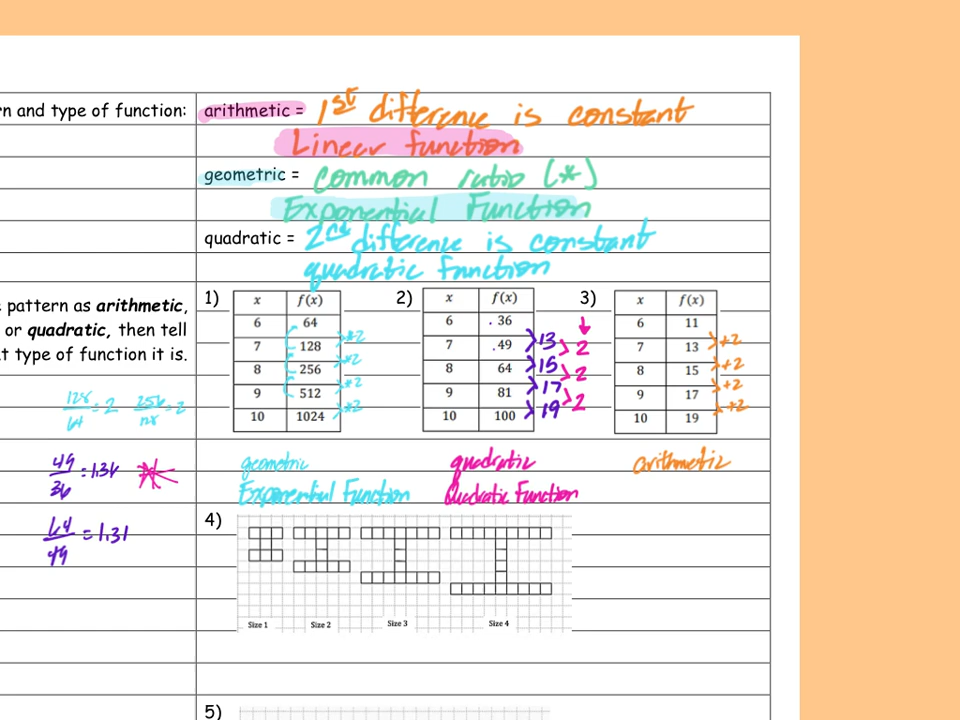 rn and type of function:
arithmetic = 1st difference is constant
Linear function
geometric = common ratio (*)
Exponential Function
quadratic = 2nd difference is constant
quadratic function
pattern as arithmetic,
or quadratic, then tell
t type of function it is.
128/64 = 2 256/128 = 2
49/36 = 1.36
64/49 = 1.31
1)
x f(x)
6 64
7 128
8 256
9 512
10 1024
*2
*2
*2
*2
geometric
Exponential Function
2)
x f(x)
6 . 36
7 . 49
8 64
9 81
10 100
13
15
17
19
2
2
2
quadratic
Quadratic Function
3)
x f(x)
6 11
7 13
8 15
9 17
10 19
+2
+2
+2
+2
arithmetic
4)
Size 1 Size 2 Size 3 Size 4
5)